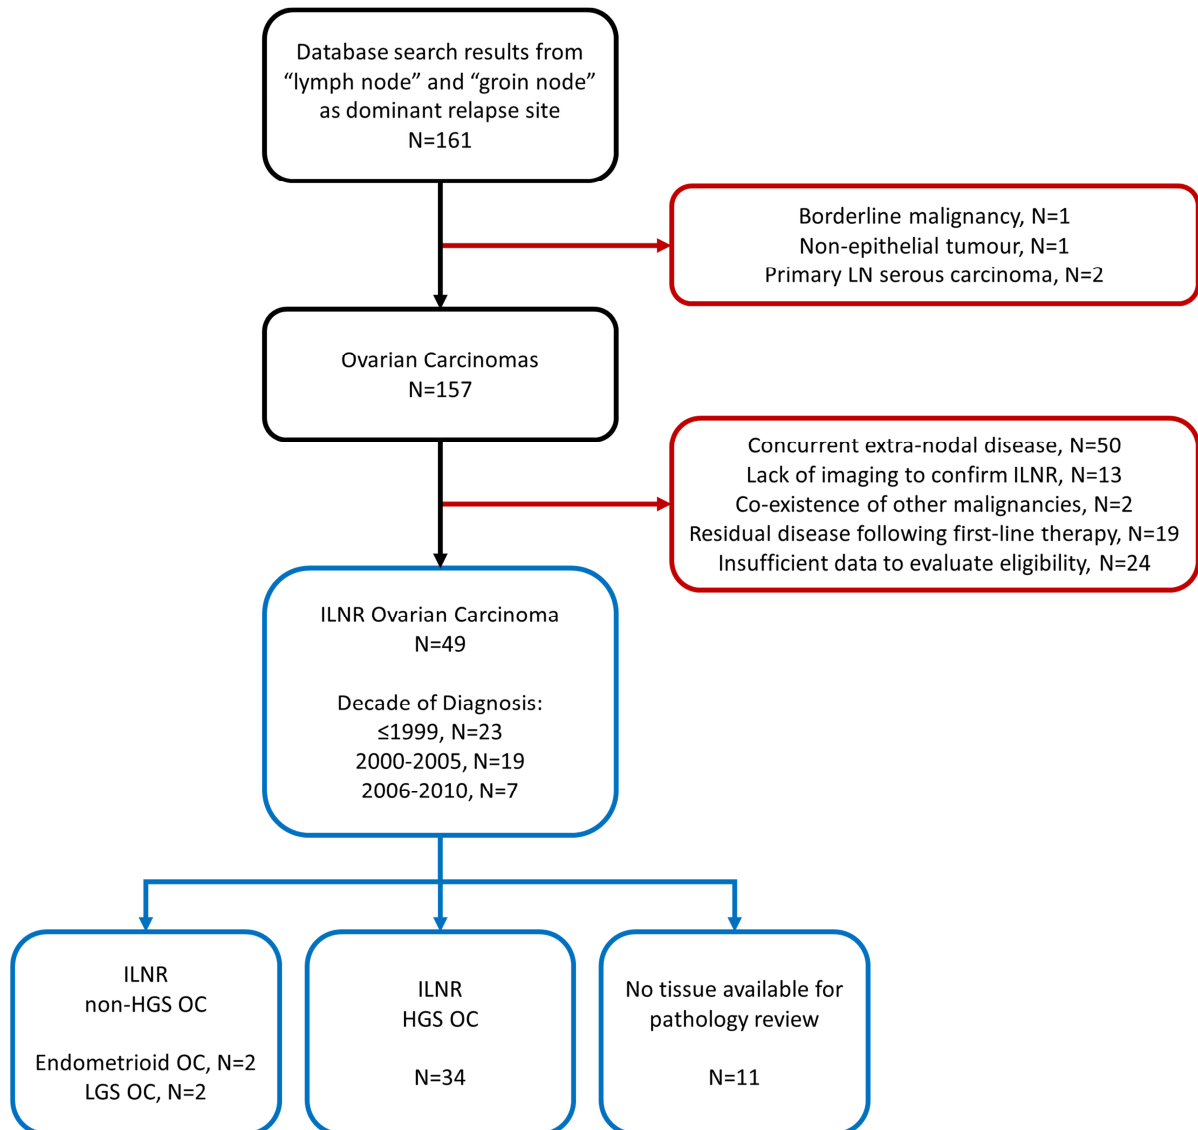 Database search results from
“lymph node” and “groin node”
as dominant relapse site
N=161
Borderline malignancy, N=1
Non-epithelial tumour, N=1
Primary LN serous carcinoma, N=2
Ovarian Carcinomas
N=157
Concurrent extra-nodal disease, N=50
Lack of imaging to confirm ILNR, N=13
Co-existence of other malignancies, N=2
Residual disease following first-line therapy, N=19
Insufficient data to evaluate eligibility, N=24
ILNR Ovarian Carcinoma
N=49
Decade of Diagnosis:
≤1999, N=23
2000-2005, N=19
2006-2010, N=7
ILNR
non-HGS OC
Endometrioid OC, N=2
LGS OC, N=2
ILNR
HGS OC
N=34
No tissue available for
pathology review
N=11